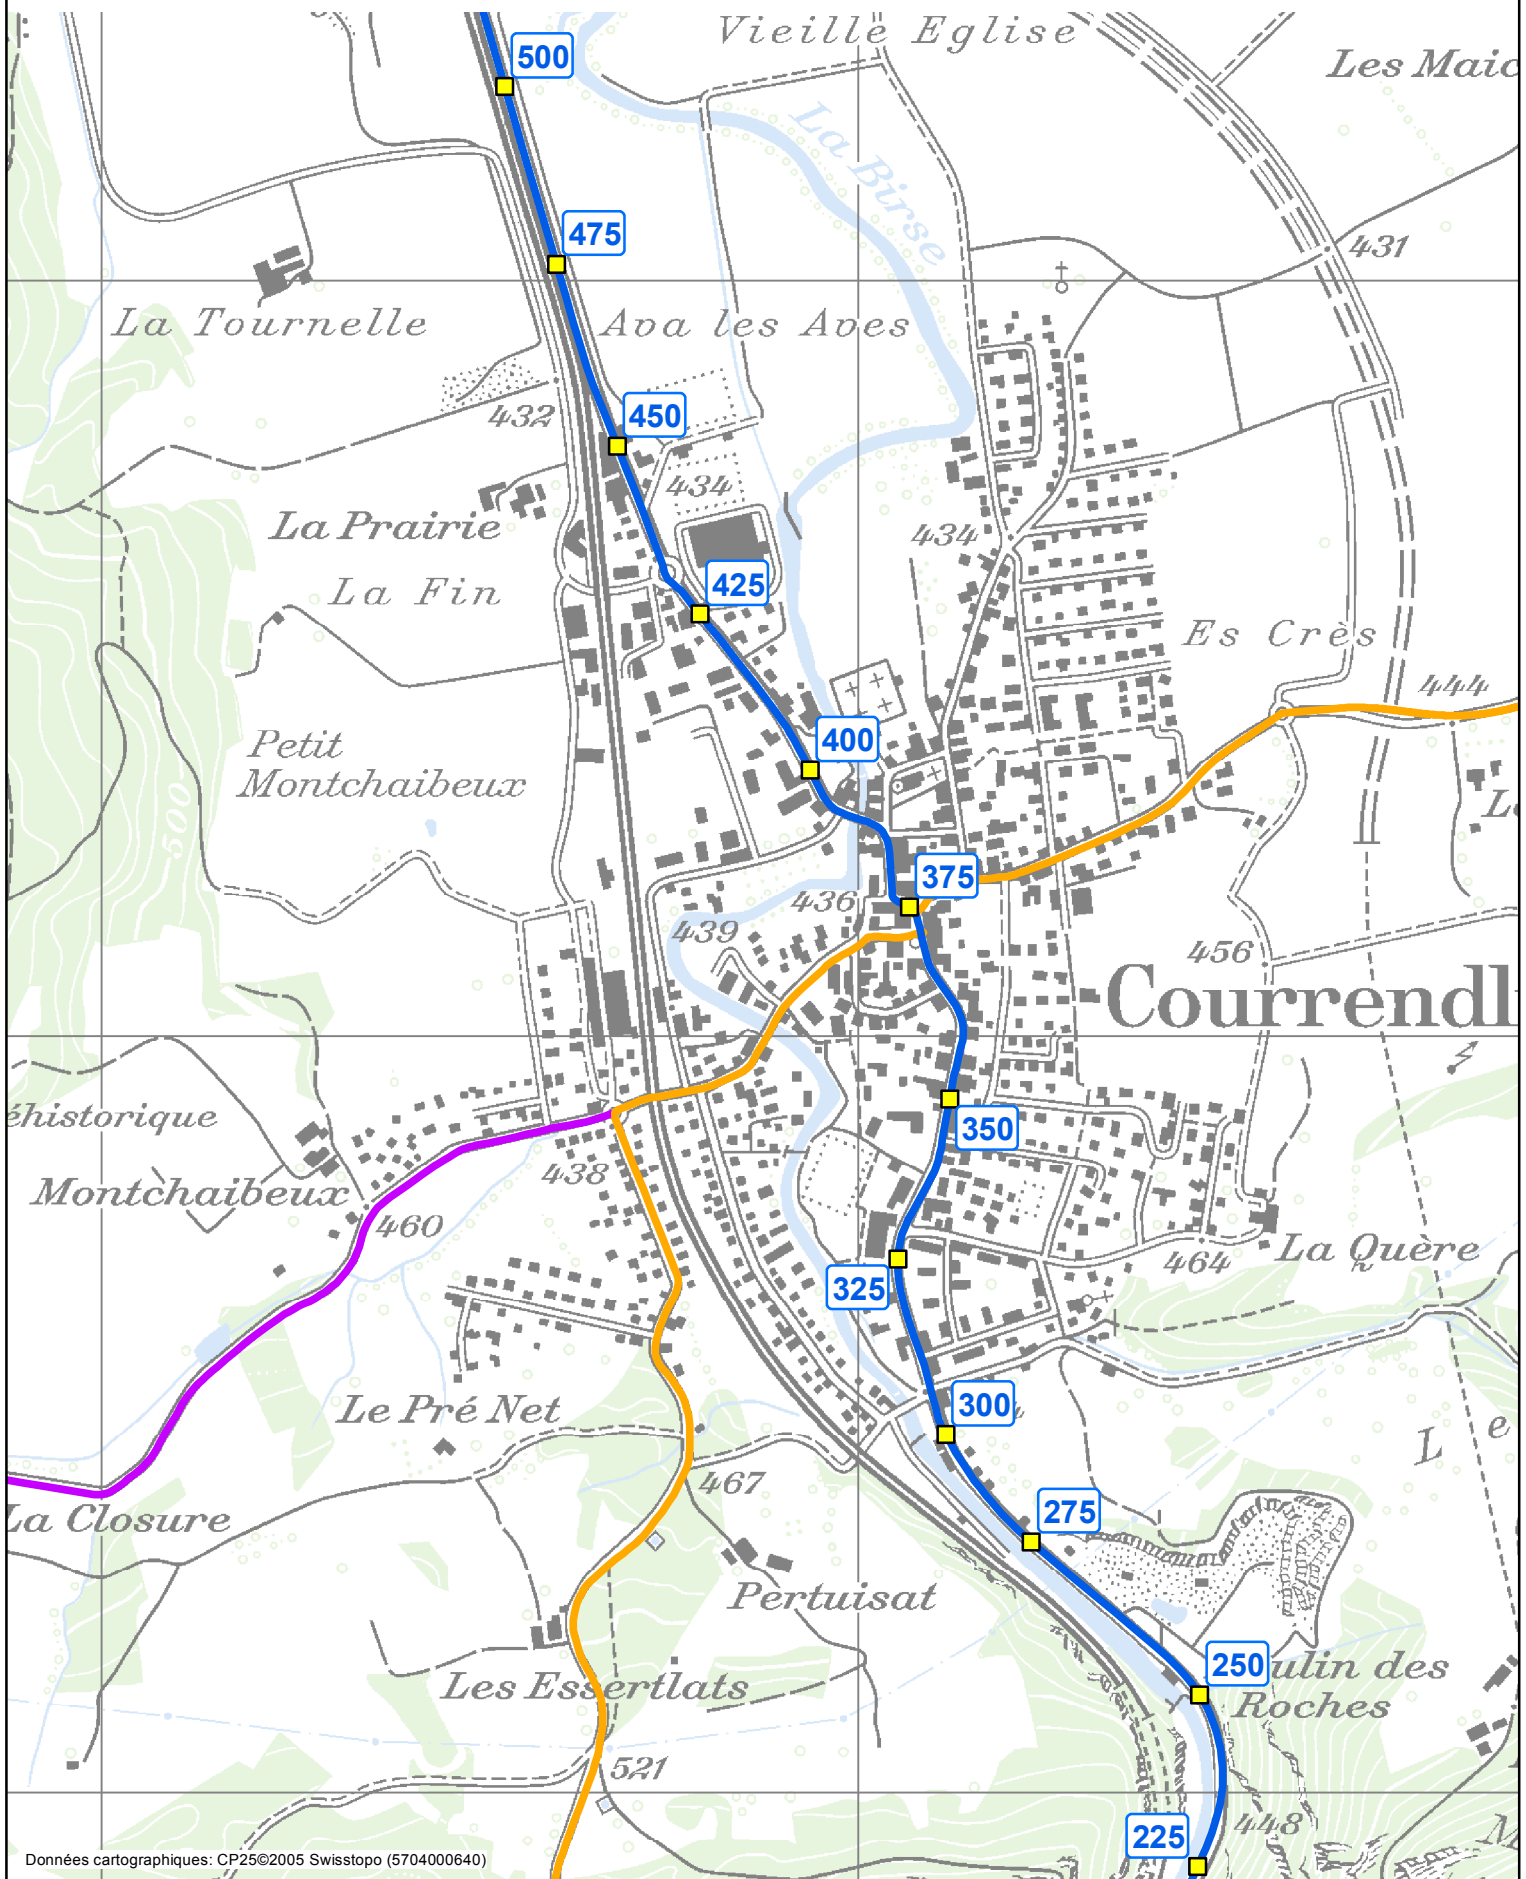 Vieille Eglise
500
Les Maic
La Birse
475
431
La Tournelle
Ava les Aves
450
432
434
La Prairie
434
425
La Fin
Es Crès
444
400
Petit
Montchaibeux
500
375
436
439
456
Courrendl
éhistorique
350
438
Montchaibeux
460
La Quère
464
325
Le Pré Net
300
L e
467
275
La Closure
Pertuisat
250
ulin des
Roches
Les Essertlats
521
448
225
M
Données cartographiques: CP25©2005 Swisstopo (5704000640)